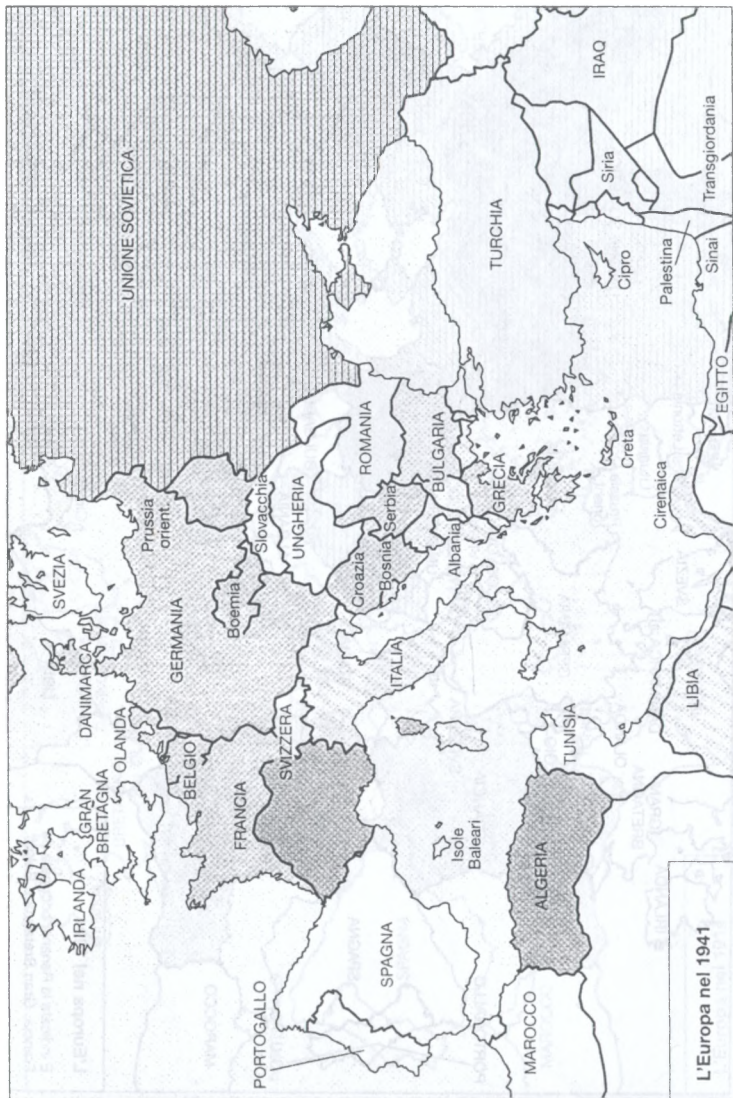 IRLANDA
GRAN
BRETAGNA
DANIMARCA
SVEZIA
OLANDA
BELGIO
GERMANIA
Prussia
orient.
UNIONE SOVIETICA
FRANCIA
SVIZZERA
Boemia
Slovacchia
UNGHERIA
ROMANIA
Croazia
Bosnia
Serbia
BULGARIA
PORTOGALLO
SPAGNA
Isole
Baleari
ITALIA
Albania
GRECIA
Creta
TURCHIA
Cipro
Siria
IRAQ
MAROCCO
ALGERIA
TUNISIA
LIBIA
Cirenaica
EGITTO
Sinai
Palestina
Transgiordania
L'Europa nel 1941